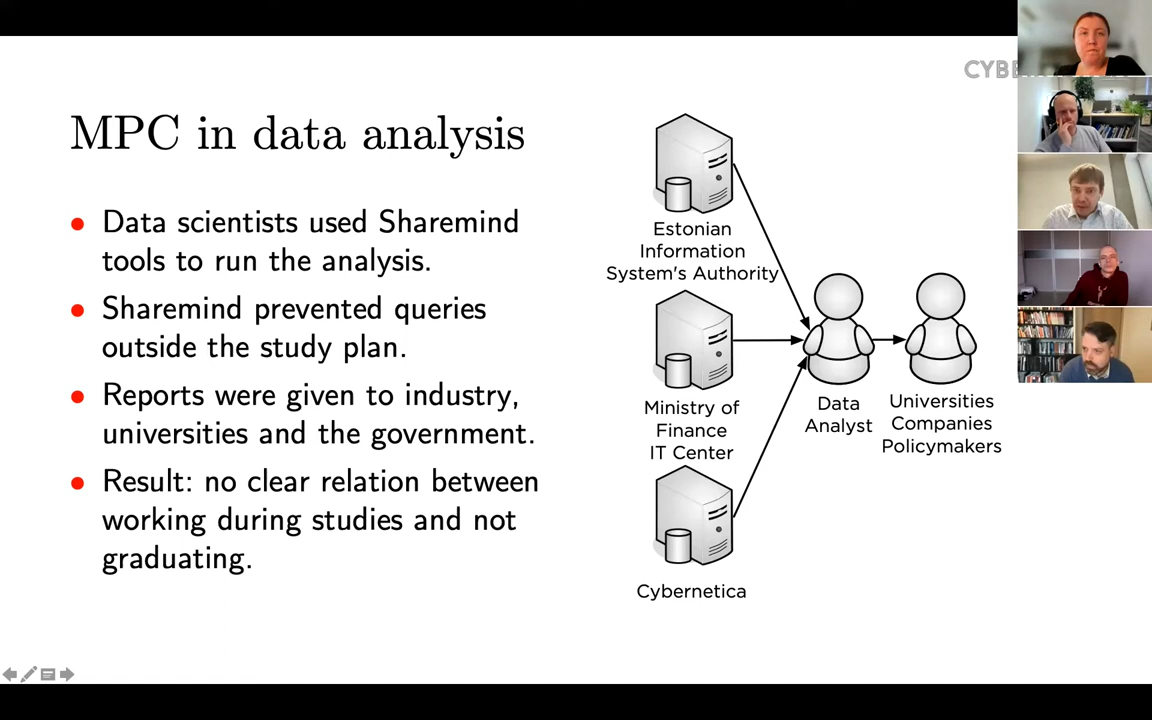 CYBE
MPC in data analysis
• Data scientists used Sharemind
tools to run the analysis.
• Sharemind prevented queries
outside the study plan.
• Reports were given to industry,
universities and the government.
• Result: no clear relation between
working during studies and not
graduating.
Estonian
Information
System's Authority
Ministry of
Finance
IT Center
Cybernetica
Data
Analyst
Universities
Companies
Policymakers